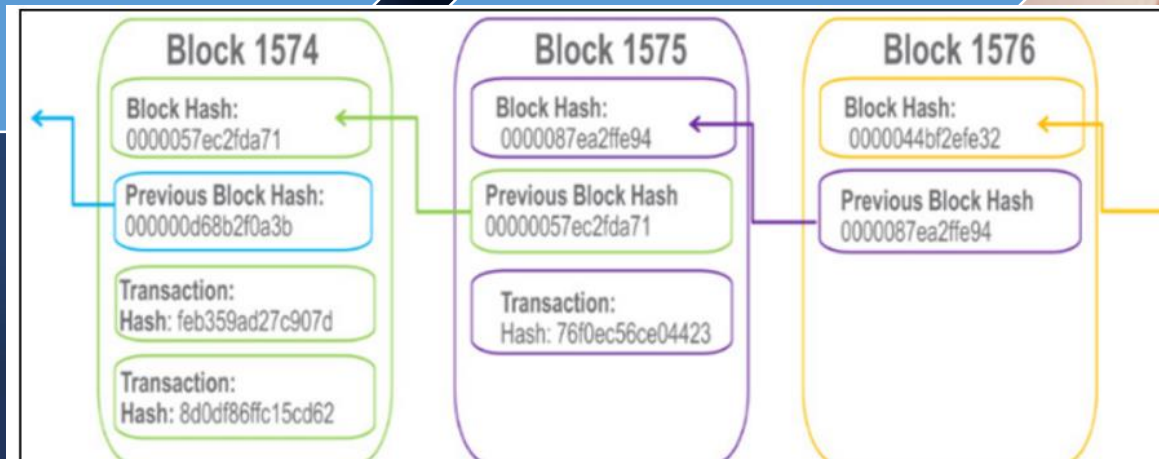 Block 1574
Block Hash:
0000057ec2fda71
Previous Block Hash:
000000d68b2f0a3b
Transaction:
Hash: feb359ad27c907d
Transaction:
Hash: 8d0df86ffc15cd62
Block 1575
Block Hash:
0000087ea2ffe94
Previous Block Hash
00000057ec2fda71
Transaction:
Hash: 76f0ec56ce04423
Block 1576
Block Hash:
0000044bf2efe32
Previous Block Hash
0000087ea2ffe94